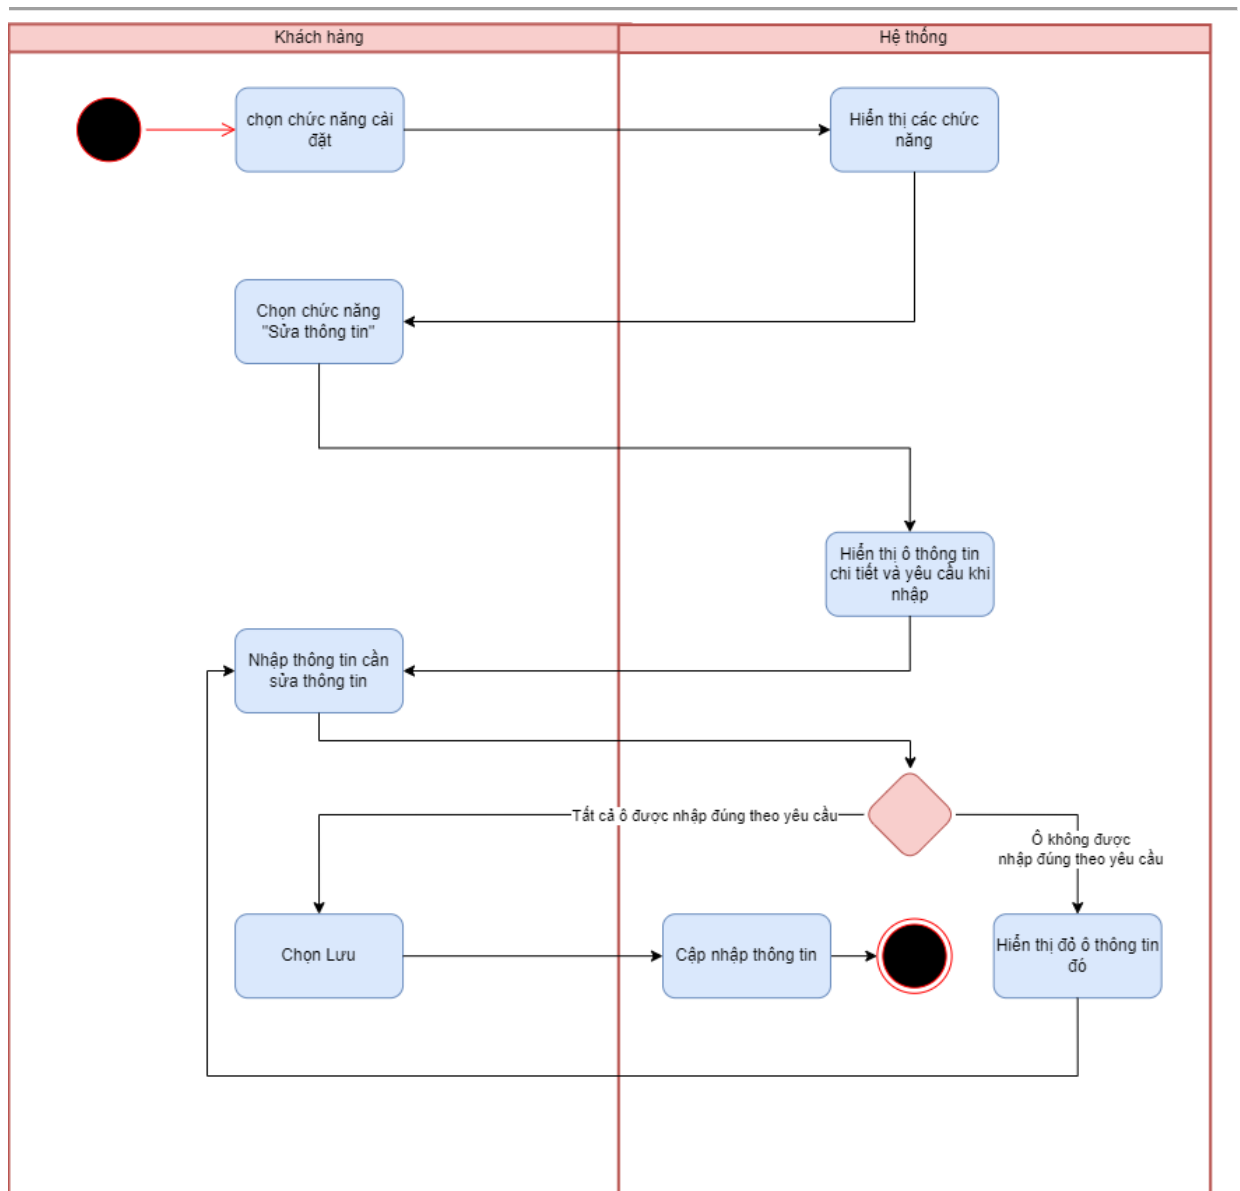 Khách hàng
Hệ thống
chọn chức năng cài
đặt
Hiển thị các chức
năng
Chọn chức năng
"Sửa thông tin"
Hiển thị ô thông tin
chi tiết và yêu cầu khi
nhập
Nhập thông tin cần
sửa thông tin
Tất cả ô được nhập đúng theo yêu cầu
Ô không được
nhập đúng theo yêu cầu
Chọn Lưu
Cập nhập thông tin
Hiển thị đỏ ô thông tin
đó